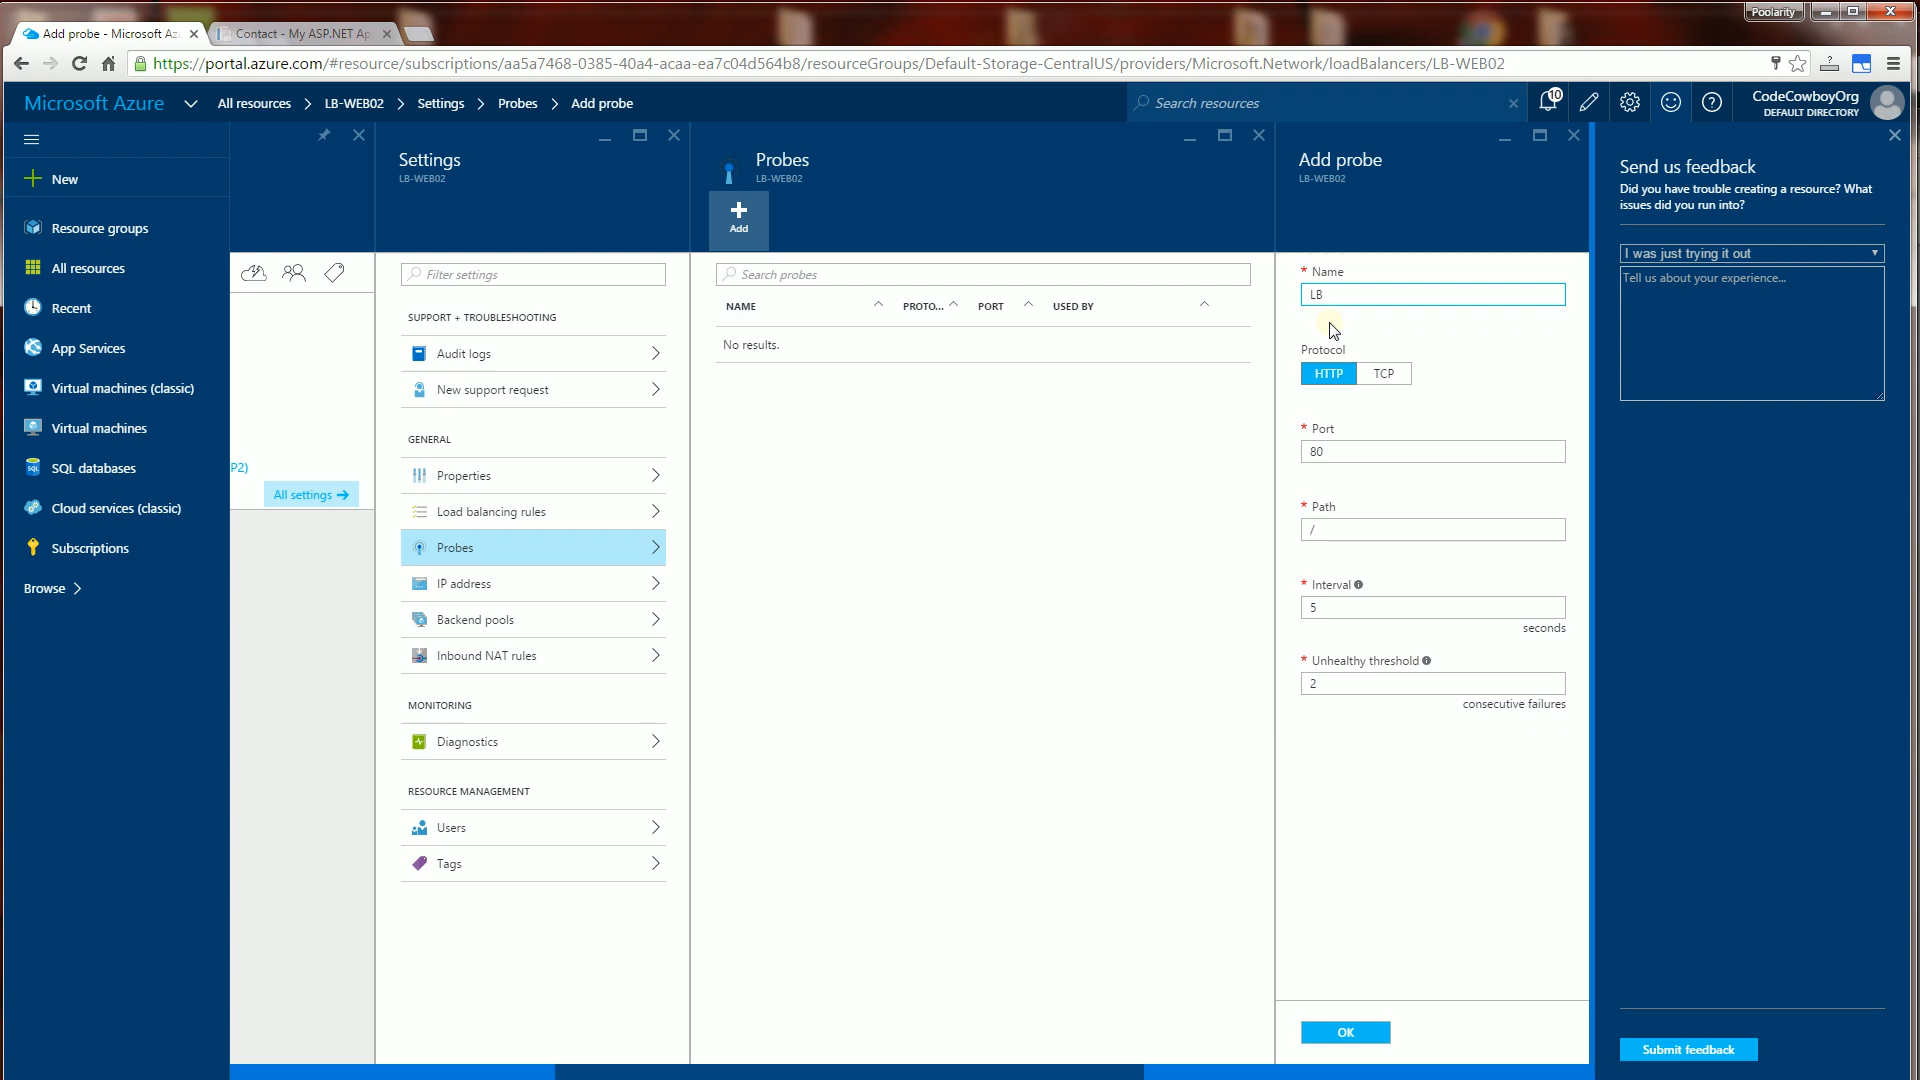 Poolarity
Add probe - Microsoft Az
Contact - My ASP.NET Ap
https://portal.azure.com/#resource/subscriptions/aa5a7468-0385-40a4-acaa-ea7c04d564b8/resourceGroups/Default-Storage-CentralUS/providers/Microsoft.Network/loadBalancers/LB-WEB02
Microsoft Azure
All resources > LB-WEB02 > Settings > Probes > Add probe
Search resources
10
CodeCowboyOrg
DEFAULT DIRECTORY
New
Resource groups
All resources
Recent
App Services
Virtual machines (classic)
Virtual machines
SQL databases
Cloud services (classic)
Subscriptions
Browse >
P2)
All settings →
Settings
LB-WEB02
Filter settings
SUPPORT + TROUBLESHOOTING
Audit logs
New support request
GENERAL
Properties
Load balancing rules
Probes
IP address
Backend pools
Inbound NAT rules
MONITORING
Diagnostics
RESOURCE MANAGEMENT
Users
Tags
Probes
LB-WEB02
Add
Search probes
NAME PROTO... PORT USED BY
No results.
Add probe
LB-WEB02
* Name
LB
Protocol
HTTP TCP
* Port
80
* Path
/
* Interval
5
seconds
* Unhealthy threshold
2
consecutive failures
OK
Send us feedback
Did you have trouble creating a resource? What
issues did you run into?
I was just trying it out
Tell us about your experience...
Submit feedback